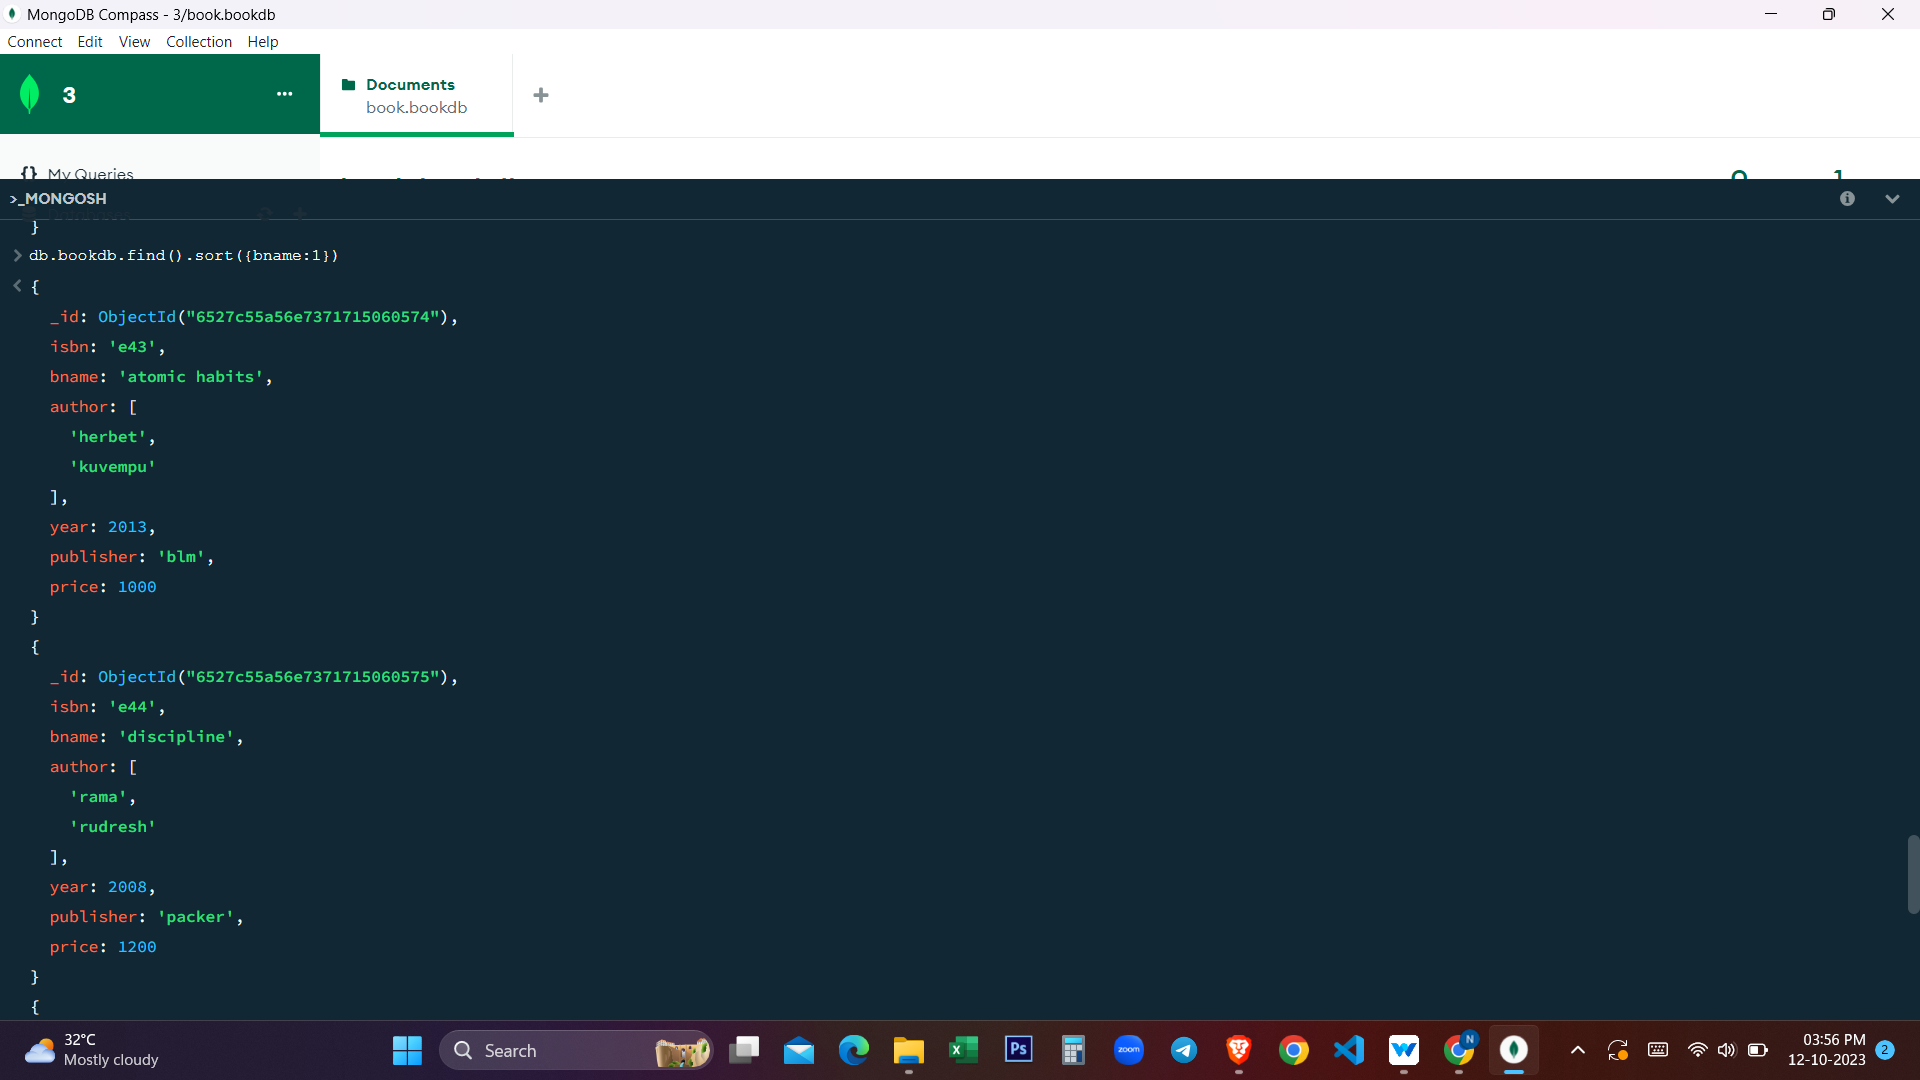 MongoDB Compass - 3/book.bookdb
Connect Edit View Collection Help
3
Documents
book.bookdb
{} My Queries
>_MONGOSH
}
db.bookdb.find().sort({bname:1})
{
_id: ObjectId("6527c55a56e7371715060574"),
isbn: 'e43',
bname: 'atomic habits',
author: [
'herbet',
'kuvempu'
],
year: 2013,
publisher: 'blm',
price: 1000
}
{
_id: ObjectId("6527c55a56e7371715060575"),
isbn: 'e44',
bname: 'discipline',
author: [
'rama',
'rudresh'
],
year: 2008,
publisher: 'packer',
price: 1200
}
{
32°C
Mostly cloudy
Search
Ps
zoom
N
03:56 PM
12-10-2023
2